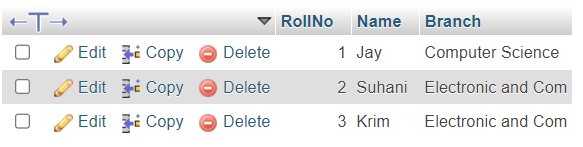 RollNo Name Branch
Edit Copy Delete 1 Jay Computer Science
Edit Copy Delete 2 Suhani Electronic and Com
Edit Copy Delete 3 Krim Electronic and Com